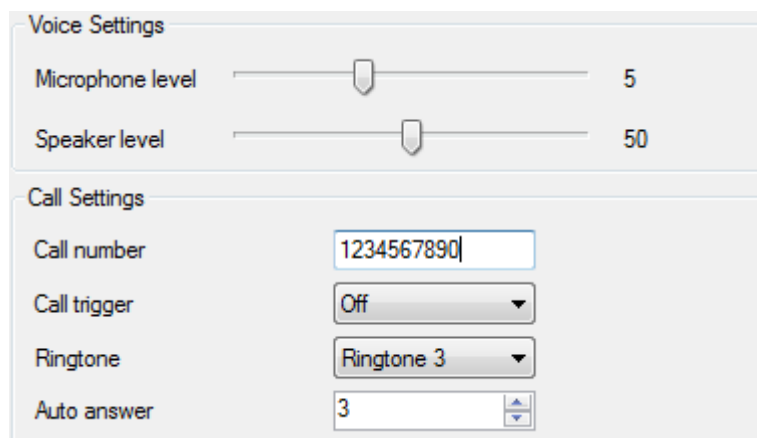 Voice Settings
Microphone level 5
Speaker level 50
Call Settings
Call number 1234567890
Call trigger Off
Ringtone Ringtone 3
Auto answer 3